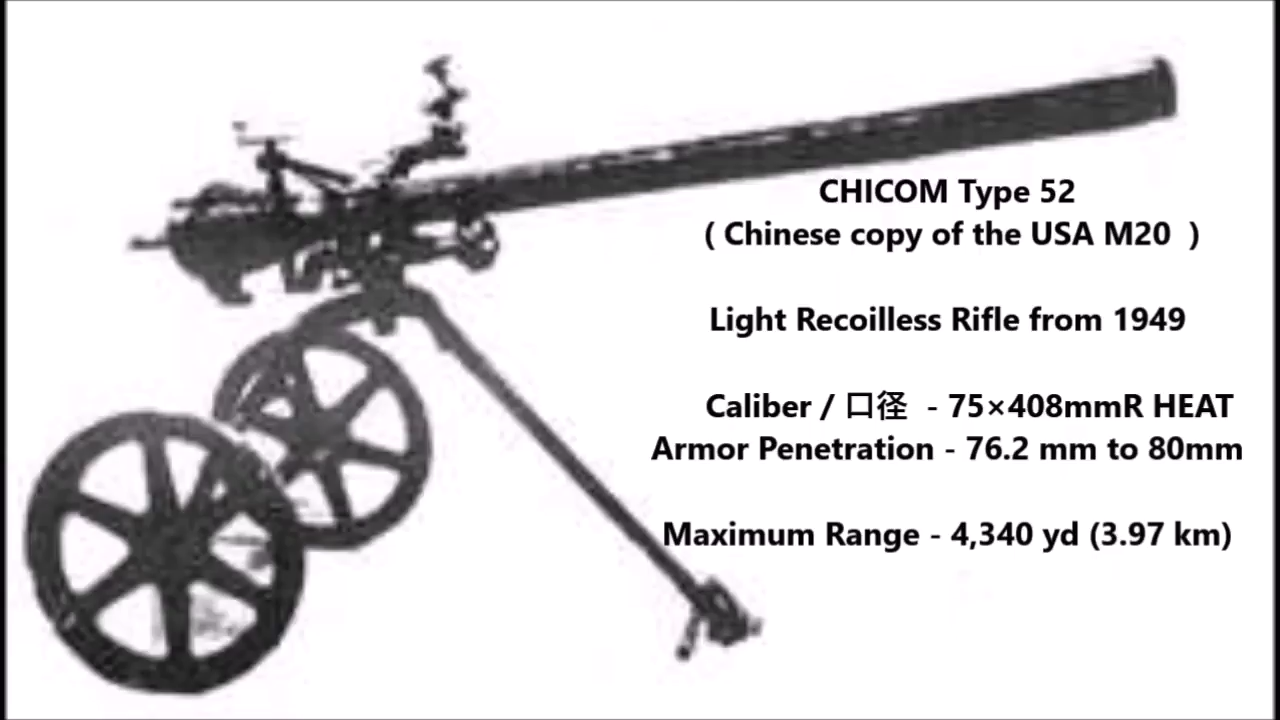 CHICOM Type 52
( Chinese copy of the USA M20 )
Light Recoilless Rifle from 1949
Caliber / 口径 - 75×408mmR HEAT
Armor Penetration - 76.2 mm to 80mm
Maximum Range - 4,340 yd (3.97 km)